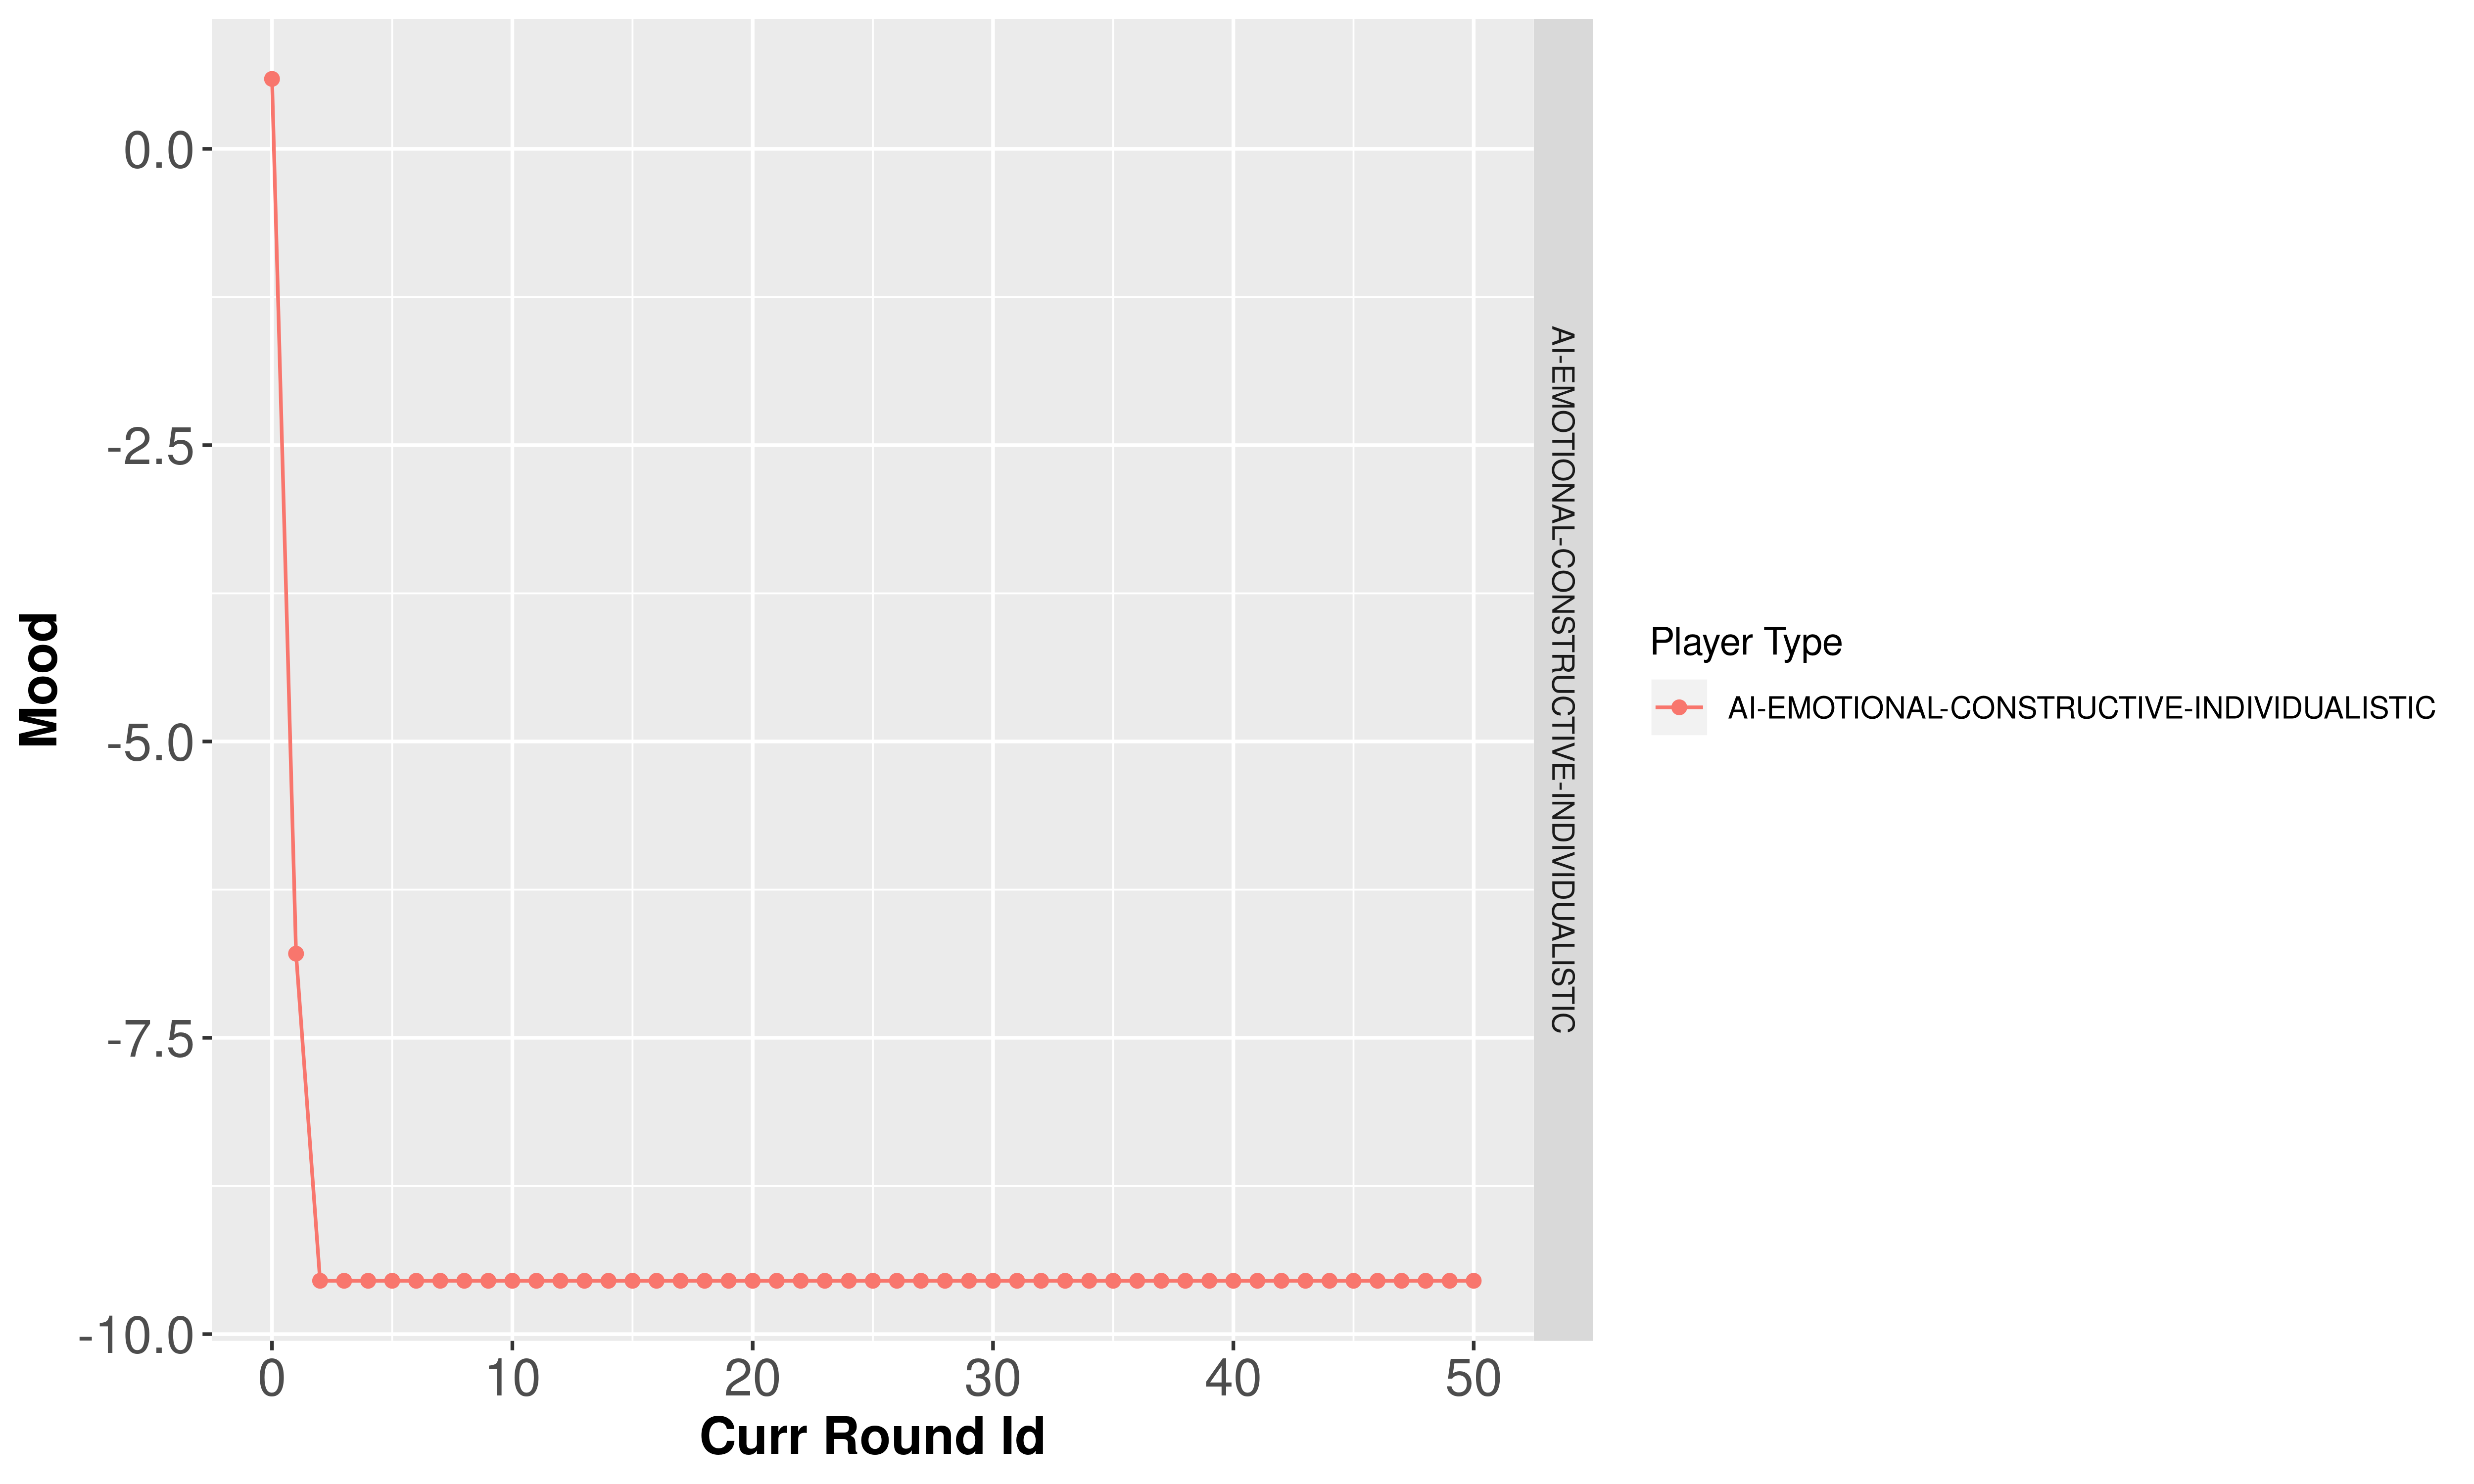 Mood
0.0
-2.5
-5.0
-7.5
-10.0
0 10 20 30 40 50
Curr Round Id
AI-EMOTIONAL-CONSTRUCTIVE-INDIVIDUALISTIC
Player Type
AI-EMOTIONAL-CONSTRUCTIVE-INDIVIDUALISTIC